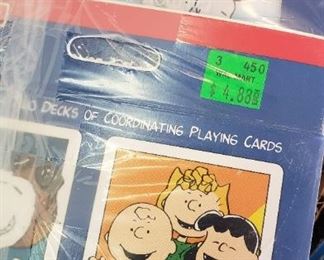 3 450
WAL-MART
$4.88
DECKS OF COORDINATING PLAYING CARDS